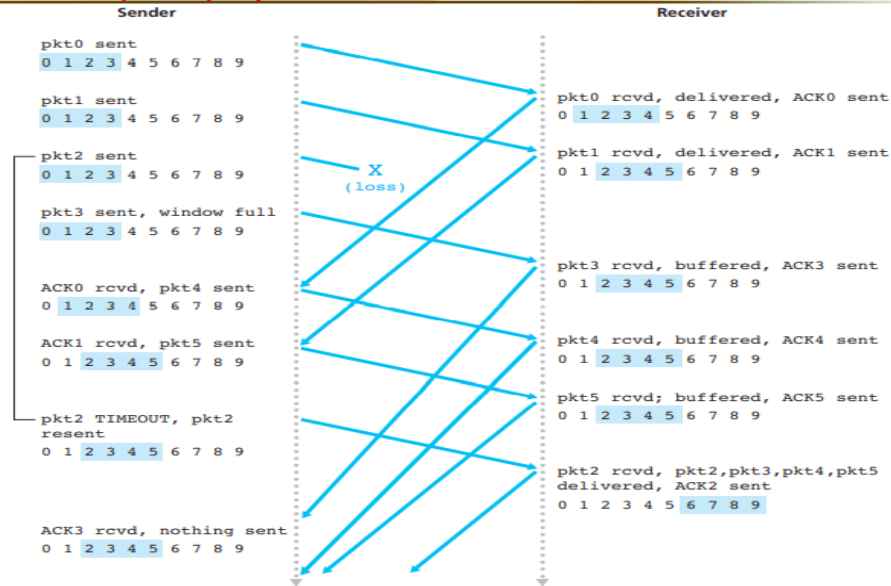 Sender
Receiver
pkt0 sent
0 1 2 3 4 5 6 7 8 9
pkt0 rcvd, delivered, ACK0 sent
0 1 2 3 4 5 6 7 8 9
pkt1 sent
0 1 2 3 4 5 6 7 8 9
pkt1 rcvd, delivered, ACK1 sent
0 1 2 3 4 5 6 7 8 9
pkt2 sent
0 1 2 3 4 5 6 7 8 9
X
(loss)
pkt3 sent, window full
0 1 2 3 4 5 6 7 8 9
pkt3 rcvd, buffered, ACK3 sent
0 1 2 3 4 5 6 7 8 9
ACK0 rcvd, pkt4 sent
0 1 2 3 4 5 6 7 8 9
pkt4 rcvd, buffered, ACK4 sent
0 1 2 3 4 5 6 7 8 9
ACK1 rcvd, pkt5 sent
0 1 2 3 4 5 6 7 8 9
pkt5 rcvd; buffered, ACK5 sent
0 1 2 3 4 5 6 7 8 9
pkt2 TIMEOUT, pkt2
resent
0 1 2 3 4 5 6 7 8 9
pkt2 rcvd, pkt2,pkt3,pkt4,pkt5
delivered, ACK2 sent
0 1 2 3 4 5 6 7 8 9
ACK3 rcvd, nothing sent
0 1 2 3 4 5 6 7 8 9